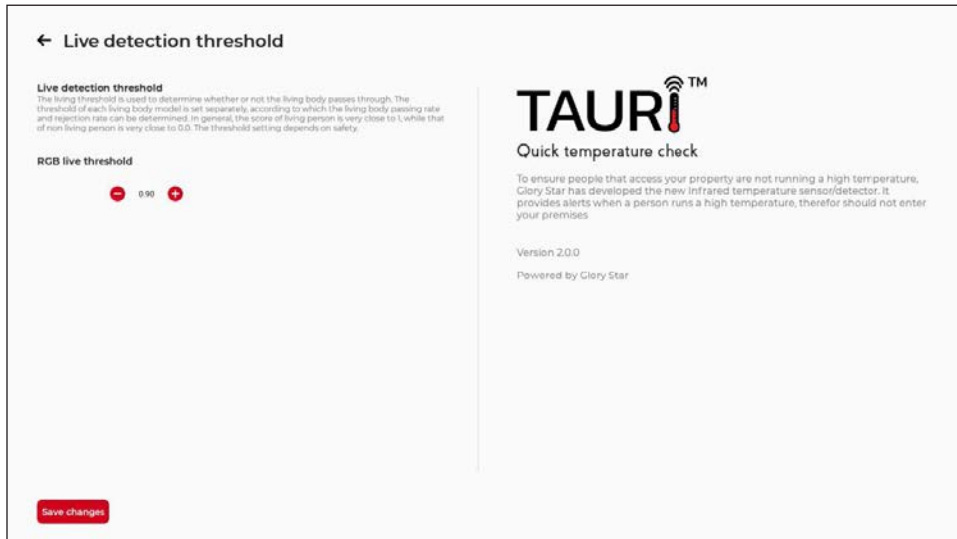 Live detection threshold
Live detection threshold
The living threshold is used to determine whether or not the living body passes through. The
threshold of each living body model is set separately, according to which the living body passing rate
and rejection rate can be determined. In general, the score of living person is very close to 1, while that
of non living person is very close to 0.0. The threshold setting depends on safety.
RGB live threshold
0.90
Save changes
TAURI TM
Quick temperature check
To ensure people that access your property are not running a high temperature,
Glory Star has developed the new Infrared temperature sensor/detector. It
provides alerts when a person runs a high temperature, therefor should not enter
your premises
Version 2.0.0
Powered by Glory Star